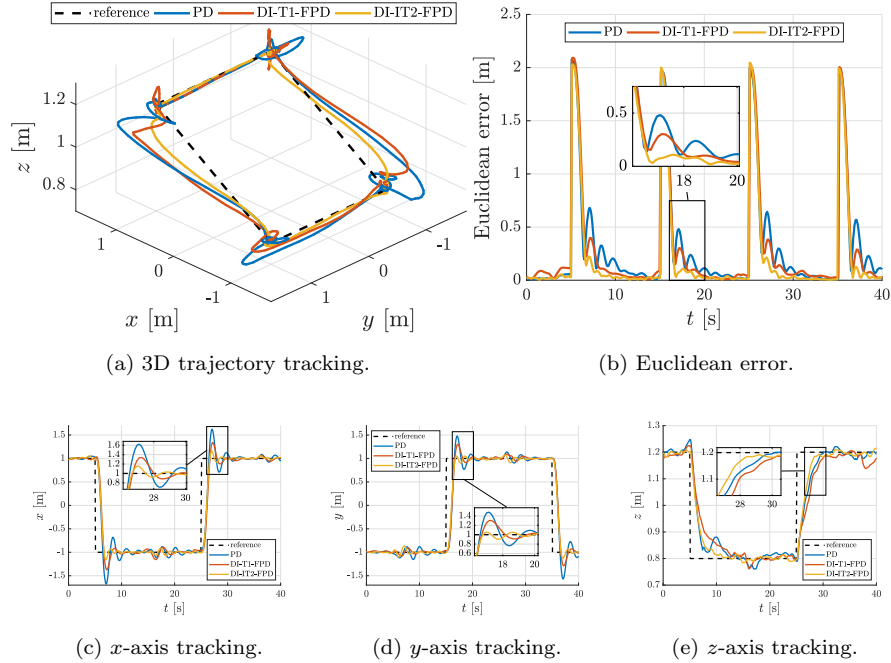 reference PD DI-T1-FPD DI-IT2-FPD
1.2
1
0.8
z [m]
1
0
-1
x [m]
1
0
-1
y [m]
(a) 3D trajectory tracking.
PD DI-T1-FPD DI-IT2-FPD
Euclidean error [m]
2.5
2
1.5
1
0.5
0
0.5
0
18 20
0 10 20 30 40
t [s]
(b) Euclidean error.
x [m]
1.5
1
0.5
0
-0.5
-1
-1.5
1.6
1.4
1.2
1
0.8
28 30
reference
PD
DI-T1-FPD
DI-IT2-FPD
0 10 20 30 40
t [s]
(c) x-axis tracking.
y [m]
1.5
1
0.5
0
-0.5
-1
-1.5
reference
PD
DI-T1-FPD
DI-IT2-FPD
1.4
1.2
1
0.8
0.6
18 20
0 10 20 30 40
t [s]
(d) y-axis tracking.
z [m]
1.3
1.2
1.1
1
0.9
0.8
0.7
1.2
1.1
28 30
reference
PD
DI-T1-FPD
DI-IT2-FPD
0 10 20 30 40
t [s]
(e) z-axis tracking.